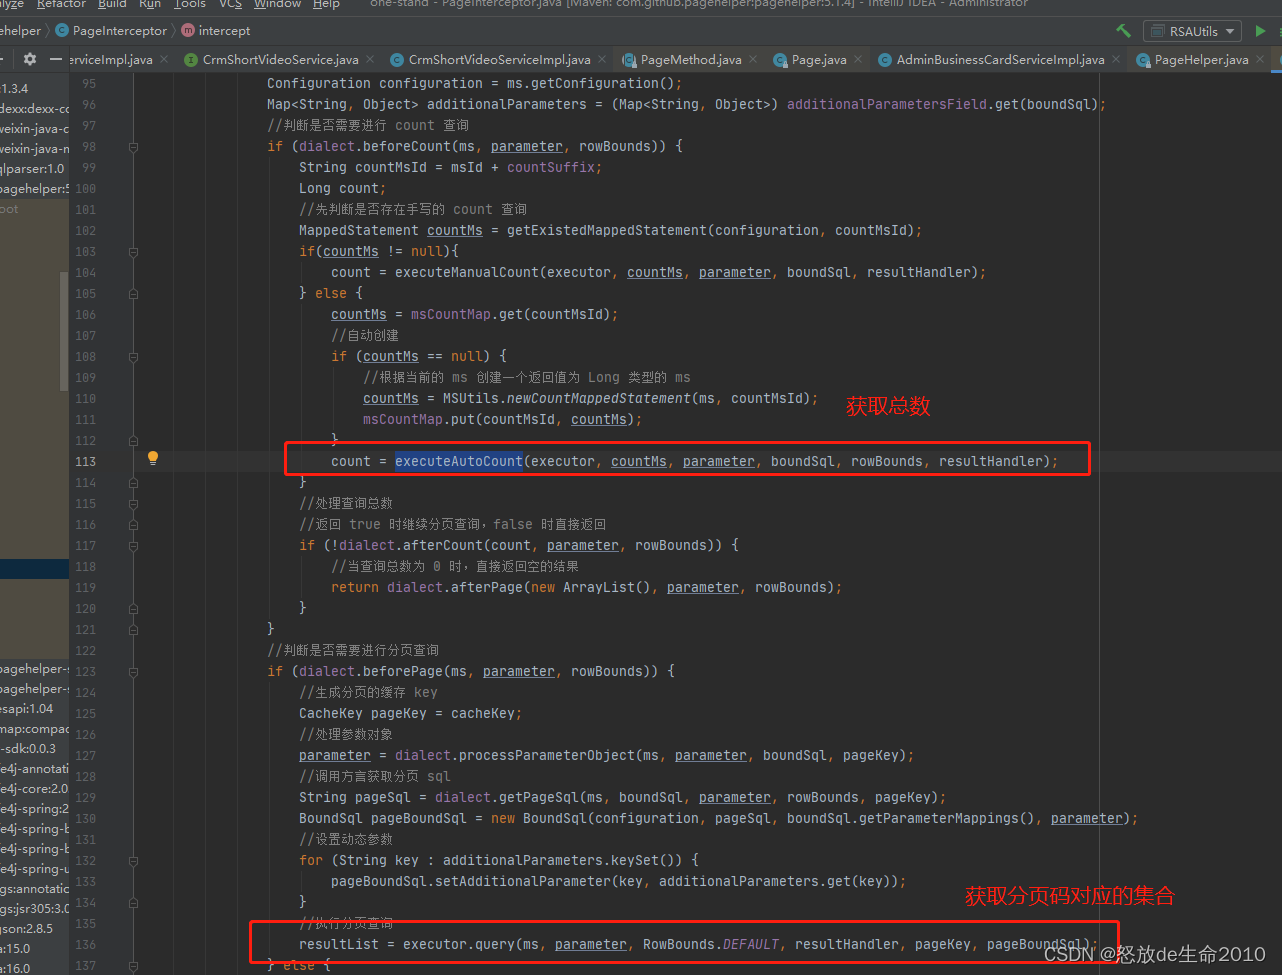 Refactor Build Run Tools VCS Window Help one-stand - PageInterceptor.java [Maven: com.github.pagehelper:pagehelper:5.1.4] - IntelliJ IDEA - Administrator
ehelper PageInterceptor intercept RSAUtils
erviceImpl.java CrmShortVideoService.java CrmShortVideoServiceImpl.java PageMethod.java Page.java AdminBusinessCardServiceImpl.java PageHelper.java
95 Configuration configuration = ms.getConfiguration();
:1.3.4
96 Map<String, Object> additionalParameters = (Map<String, Object>) additionalParametersField.get(boundSql);
dexx:dexx-co
97 //判断是否需要进行 count 查询
weixin-java-c
98 if (dialect.beforeCount(ms, parameter, rowBounds)) {
weixin-java-m
99 String countMsId = msId + countSuffix;
qlparser:1.0
100 Long count;
pagehelper:5
101 //先判断是否存在手写的 count 查询
oot
102 MappedStatement countMs = getExistedMappedStatement(configuration, countMsId);
103 if(countMs != null){
104 count = executeManualCount(executor, countMs, parameter, boundSql, resultHandler);
105 } else {
106 countMs = msCountMap.get(countMsId);
107 //自动创建
108 if (countMs == null) {
109 //根据当前的 ms 创建一个返回值为 Long 类型的 ms
110 countMs = MSUtils.newCountMappedStatement(ms, countMsId);
获取总数
111 msCountMap.put(countMsId, countMs);
112 }
113 count = executeAutoCount(executor, countMs, parameter, boundSql, rowBounds, resultHandler);
114 }
115 //处理查询总数
116 //返回 true 时继续分页查询，false 时直接返回
117 if (!dialect.afterCount(count, parameter, rowBounds)) {
118 //当查询总数为 0 时，直接返回空的结果
119 return dialect.afterPage(new ArrayList(), parameter, rowBounds);
120 }
121 }
122 //判断是否需要进行分页查询
pagehelper-s
123 if (dialect.beforePage(ms, parameter, rowBounds)) {
pagehelper-s
124 //生成分页的缓存 key
esapi:1.04
125 CacheKey pageKey = cacheKey;
map:compac
126 //处理参数对象
-sdk:0.0.3
127 parameter = dialect.processParameterObject(ms, parameter, boundSql, pageKey);
fe4j-annotati
128 //调用方言获取分页 sql
fe4j-core:2.0
129 String pageSql = dialect.getPageSql(ms, boundSql, parameter, rowBounds, pageKey);
fe4j-spring:2
130 BoundSql pageBoundSql = new BoundSql(configuration, pageSql, boundSql.getParameterMappings(), parameter);
fe4j-spring-b
131 //设置动态参数
fe4j-spring-b
132 for (String key : additionalParameters.keySet()) {
fe4j-spring-u
133 pageBoundSql.setAdditionalParameter(key, additionalParameters.get(key));
gs:annotatio
获取分页码对应的集合
134 }
gs:jsr305:3.0
135 //执行分页查询
gson:2.8.5
136 resultList = executor.query(ms, parameter, RowBounds.DEFAULT, resultHandler, pageKey, pageBoundSql);
a:15.0
137 } else {
a:16.0
CSDN @怒放de生命2010